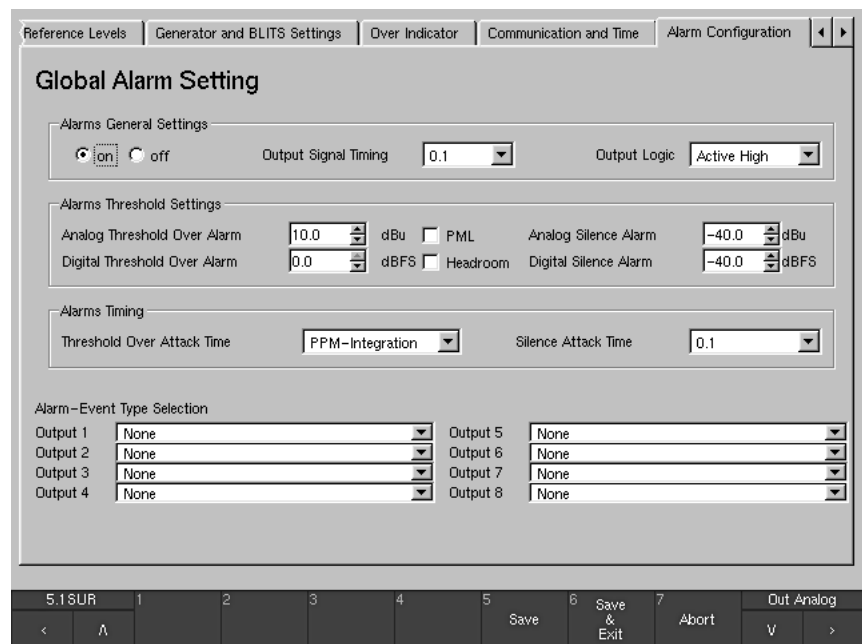 Reference Levels Generator and BLITS Settings Over Indicator Communication and Time Alarm Configuration
Global Alarm Setting
Alarms General Settings
on off Output Signal Timing 0.1 Output Logic Active High
Alarms Threshold Settings
Analog Threshold Over Alarm 10.0 dBu PML Analog Silence Alarm -40.0 dBu
Digital Threshold Over Alarm 0.0 dBFS Headroom Digital Silence Alarm -40.0 dBFS
Alarms Timing
Threshold Over Attack Time PPM-Integration Silence Attack Time 0.1
Alarm-Event Type Selection
Output 1 None Output 5 None
Output 2 None Output 6 None
Output 3 None Output 7 None
Output 4 None Output 8 None
5.1SUR 1 2 3 4 5 Save 6 Save & Exit 7 Abort Out Analog
< Λ V >